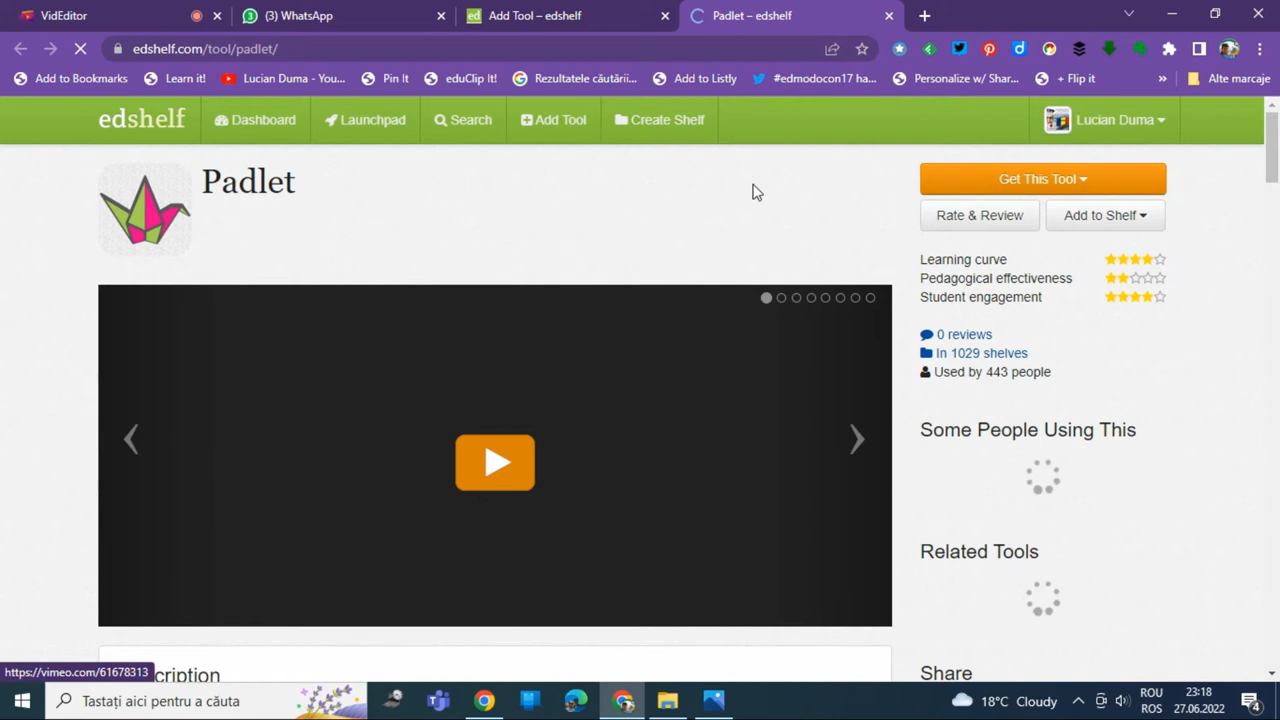 VidEditor
(3) WhatsApp
Add Tool – edshelf
Padlet – edshelf
edshelf.com/tool/padlet/
Add to Bookmarks
Learn it!
Lucian Duma - You...
Pin It
eduClip It!
Rezultatele căutării...
Add to Listly
#edmodocon17 ha...
Personalize w/ Shar...
+ Flip it
»
Alte marcaje
edshelf
Dashboard
Launchpad
Search
Add Tool
Create Shelf
Lucian Duma
Padlet
Get This Tool
Rate & Review
Add to Shelf
Learning curve
Pedagogical effectiveness
Student engagement
0 reviews
In 1029 shelves
Used by 443 people
Some People Using This
Related Tools
Share
cription
https://vimeo.com/61678313
Tastați aici pentru a căuta
18°C Cloudy
ROU
ROS
23:18
27.06.2022
4